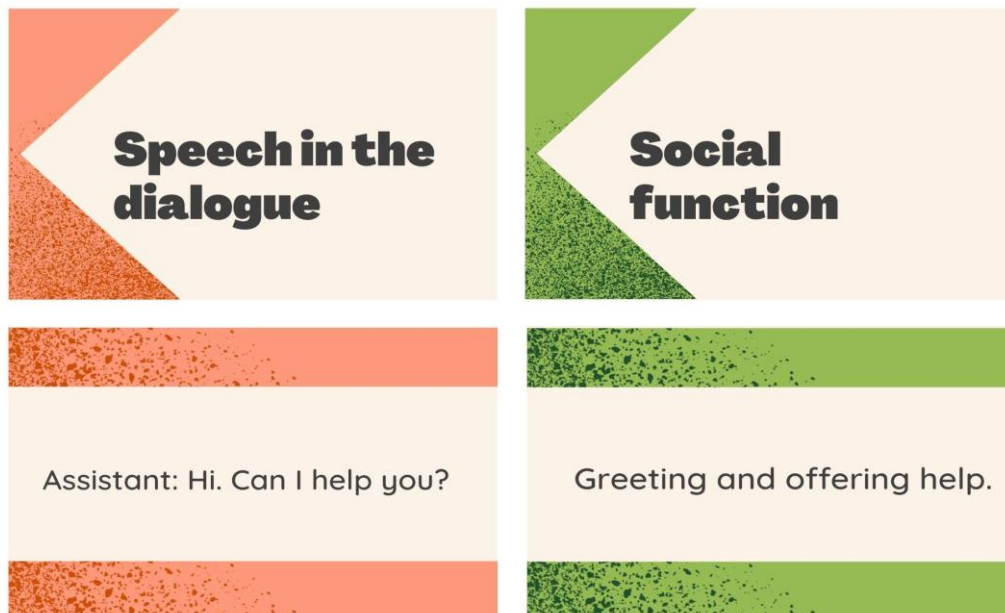 Speech in the
dialogue
Social
function
Assistant: Hi. Can I help you?
Greeting and offering help.